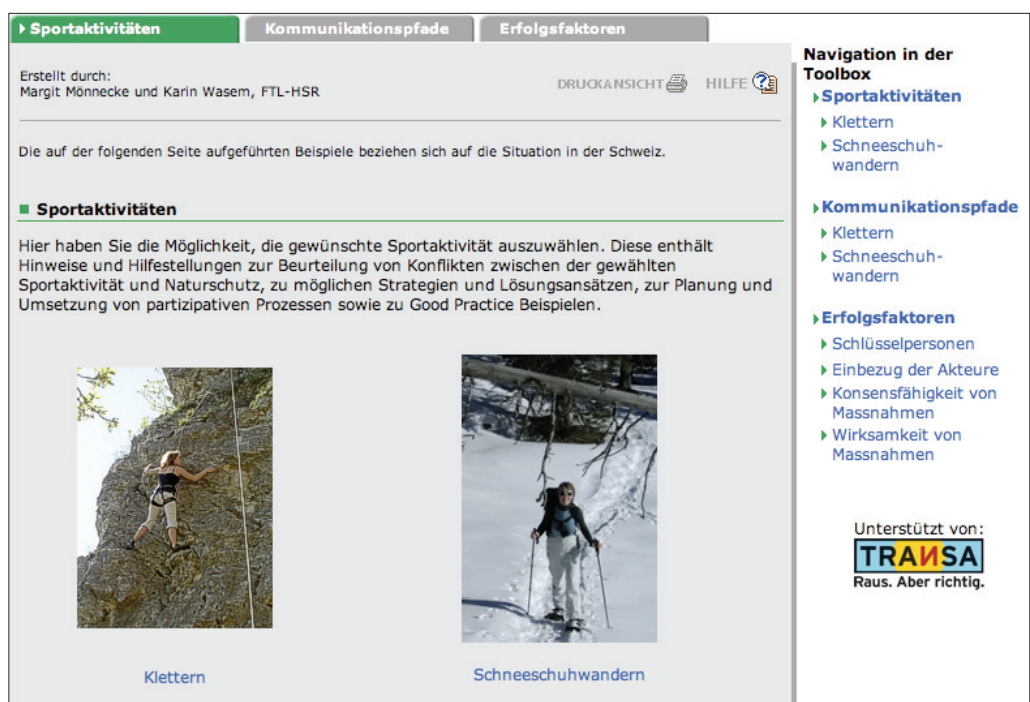 Sportaktivitäten
Kommunikationspfade
Erfolgsfaktoren
Erstellt durch:
Margit Mönnecke und Karin Wasem, FTL-HSR
DRUCKANSICHT
HILFE
Die auf der folgenden Seite aufgeführten Beispiele beziehen sich auf die Situation in der Schweiz.
Sportaktivitäten
Hier haben Sie die Möglichkeit, die gewünschte Sportaktivität auszuwählen. Diese enthält
Hinweise und Hilfestellungen zur Beurteilung von Konflikten zwischen der gewählten
Sportaktivität und Naturschutz, zu möglichen Strategien und Lösungsansätzen, zur Planung und
Umsetzung von partizipativen Prozessen sowie zu Good Practice Beispielen.
Klettern
Schneeschuhwandern
Navigation in der
Toolbox
Sportaktivitäten
Klettern
Schneeschuh-
wandern
Kommunikationspfade
Klettern
Schneeschuh-
wandern
Erfolgsfaktoren
Schlüsselpersonen
Einbezug der Akteure
Konsensfähigkeit von
Massnahmen
Wirksamkeit von
Massnahmen
Unterstützt von:
TRANSA
Raus. Aber richtig.